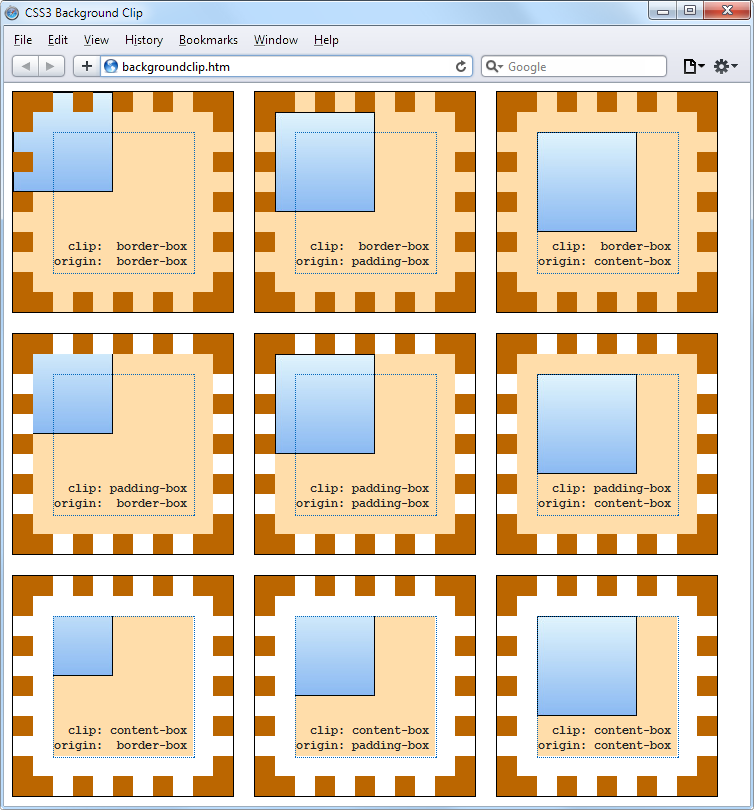 CSS3 Background Clip
File Edit View History Bookmarks Window Help
backgroundclip.htm
Google
clip: border-box
origin: border-box
clip: border-box
origin: padding-box
clip: border-box
origin: content-box
clip: padding-box
origin: border-box
clip: padding-box
origin: padding-box
clip: padding-box
origin: content-box
clip: content-box
origin: border-box
clip: content-box
origin: padding-box
clip: content-box
origin: content-box